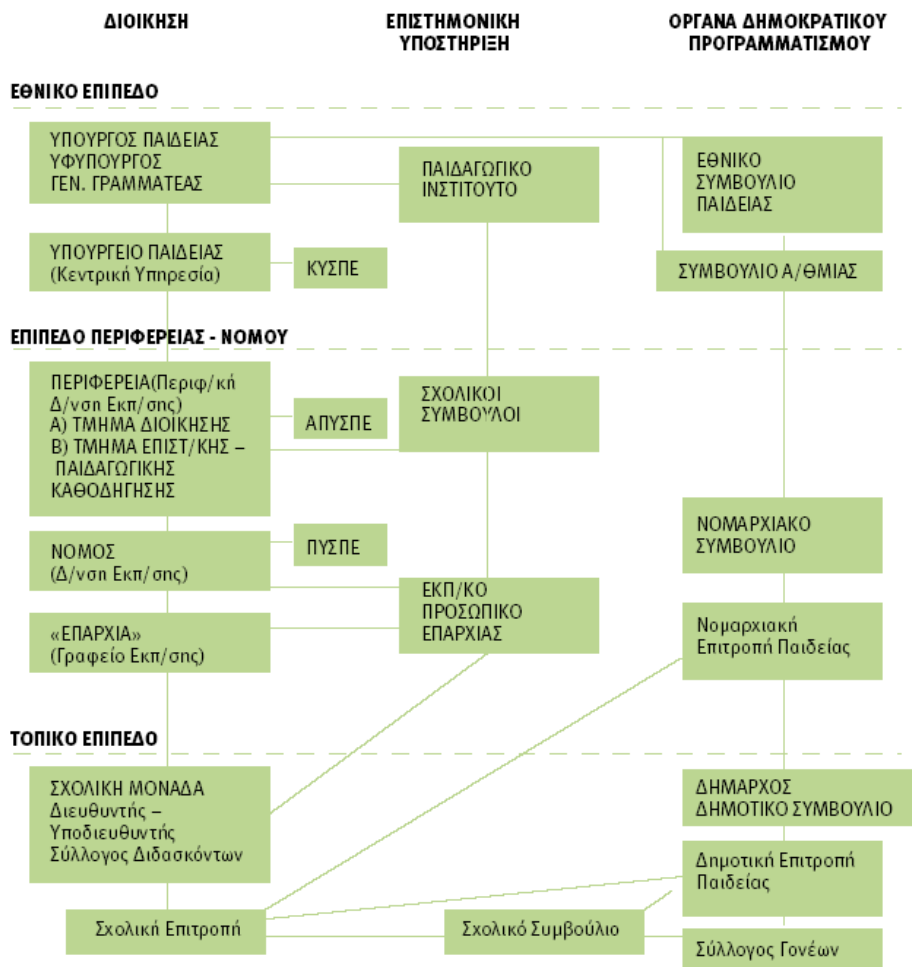 ΔΙΟΙΚΗΣΗ
ΕΠΙΣΤΗΜΟΝΙΚΗ
ΥΠΟΣΤΗΡΙΞΗ
ΟΡΓΑΝΑ ΔΗΜΟΚΡΑΤΙΚΟΥ
ΠΡΟΓΡΑΜΜΑΤΙΣΜΟΥ
ΕΘΝΙΚΟ ΕΠΙΠΕΔΟ
ΥΠΟΥΡΓΟΣ ΠΑΙΔΕΙΑΣ
ΥΦΥΠΟΥΡΓΟΣ
ΓΕΝ. ΓΡΑΜΜΑΤΕΑΣ
ΠΑΙΔΑΓΩΓΙΚΟ
ΙΝΣΤΙΤΟΥΤΟ
ΕΘΝΙΚΟ
ΣΥΜΒΟΥΛΙΟ
ΠΑΙΔΕΙΑΣ
ΥΠΟΥΡΓΕΙΟ ΠΑΙΔΕΙΑΣ
(Κεντρική Υπηρεσία)
ΚΥΣΠΕ
ΣΥΜΒΟΥΛΙΟ Α/ΘΜΙΑΣ
ΕΠΙΠΕΔΟ ΠΕΡΙΦΕΡΕΙΑΣ - ΝΟΜΟΥ
ΠΕΡΙΦΕΡΕΙΑ(Περιφ/κή
Δ/νση Εκπ/σης)
Α) ΤΜΗΜΑ ΔΙΟΙΚΗΣΗΣ
Β) ΤΜΗΜΑ ΕΠΙΣΤ/ΚΗΣ –
ΠΑΙΔΑΓΩΓΙΚΗΣ
ΚΑΘΟΔΗΓΗΣΗΣ
ΑΠΥΣΠΕ
ΣΧΟΛΙΚΟΙ
ΣΥΜΒΟΥΛΟΙ
ΝΟΜΟΣ
(Δ/νση Εκπ/σης)
ΠΥΣΠΕ
ΝΟΜΑΡΧΙΑΚΟ
ΣΥΜΒΟΥΛΙΟ
«ΕΠΑΡΧΙΑ»
(Γραφείο Εκπ/σης)
ΕΚΠ/ΚΟ
ΠΡΟΣΩΠΙΚΟ
ΕΠΑΡΧΙΑΣ
Νομαρχιακή
Επιτροπή Παιδείας
ΤΟΠΙΚΟ ΕΠΙΠΕΔΟ
ΣΧΟΛΙΚΗ ΜΟΝΑΔΑ
Διευθυντής –
Υποδιευθυντής
Σύλλογος Διδασκόντων
ΔΗΜΑΡΧΟΣ
ΔΗΜΟΤΙΚΟ ΣΥΜΒΟΥΛΙΟ
Δημοτική Επιτροπή
Παιδείας
Σχολική Επιτροπή
Σχολικό Συμβούλιο
Σύλλογος Γονέων